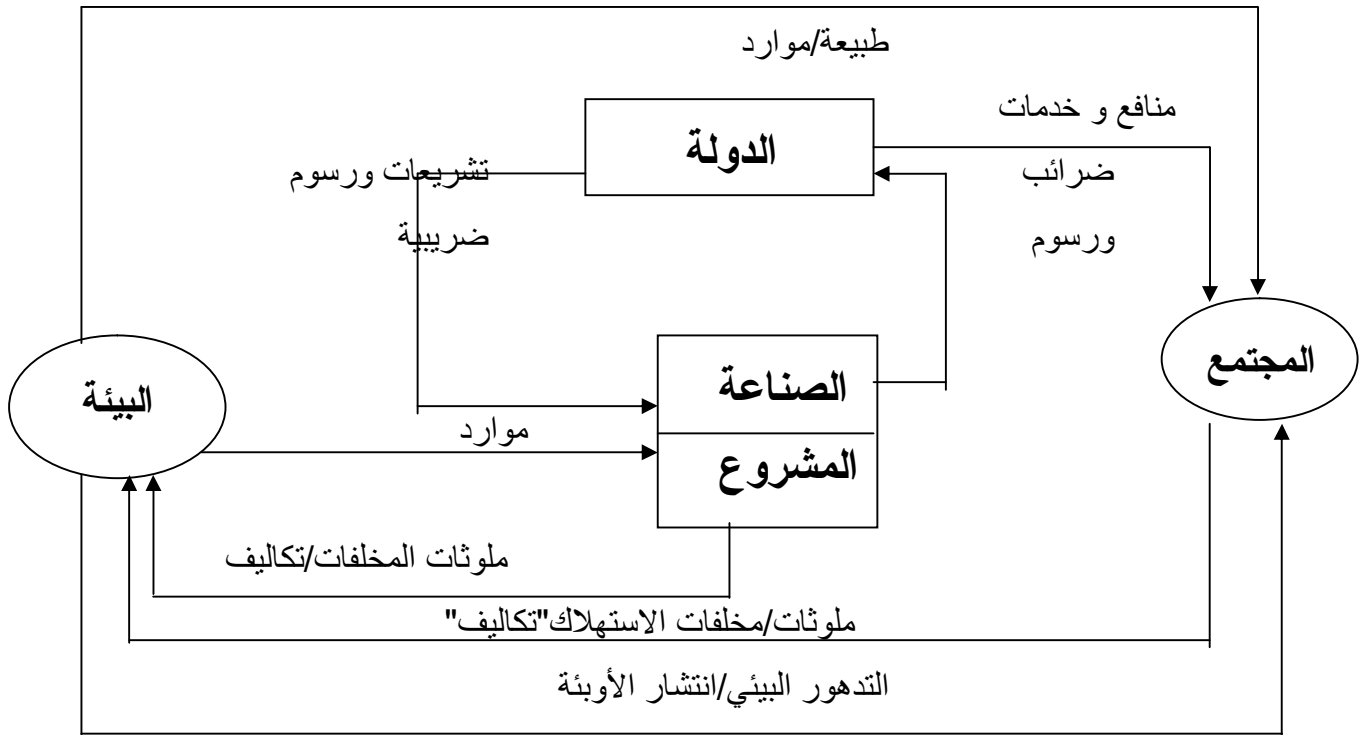 طبيعة/موارد
منافع و خدمات
الدولة
تشريعات ورسوم
ضرائب
ضريبية
ورسوم
المجتمع
الصناعة
البيئة
موارد
المشروع
ملوثات المخلفات/تكاليف
ملوثات/مخلفات الاستهلاك"تكاليف"
التدهور البيئي/انتشار الأوبئة